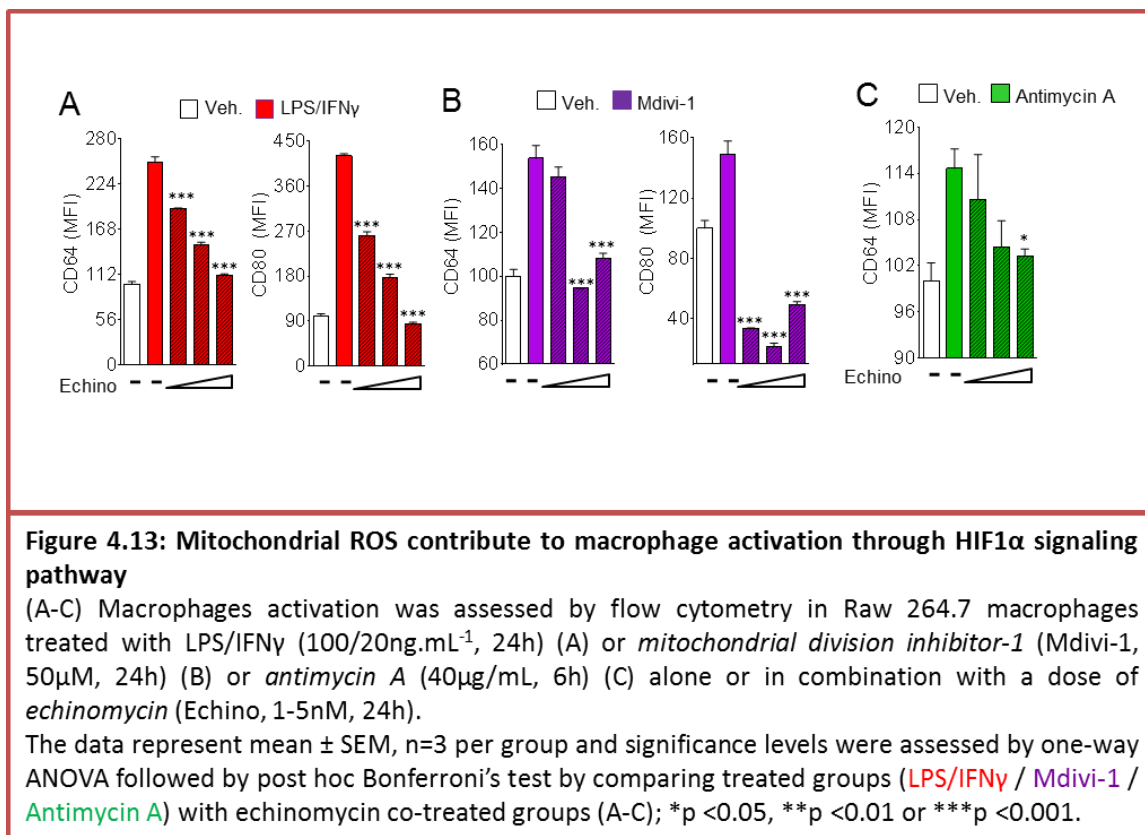 A
Veh. LPS/IFNγ
B
Veh. Mdivi-1
C
Veh. Antimycin A
CD64 (MFI)
280
224
168
112
56
0
*** *** ***
CD80 (MFI)
450
360
270
180
90
0
*** *** ***
CD64 (MFI)
160
140
120
100
80
60
*** ***
CD80 (MFI)
160
120
80
40
*** *** ***
CD64 (MFI)
120
114
108
102
96
90
*
Echino - -
- -
- -
- -
Echino - -
Figure 4.13: Mitochondrial ROS contribute to macrophage activation through HIF1α signaling
pathway
(A-C) Macrophages activation was assessed by flow cytometry in Raw 264.7 macrophages
treated with LPS/IFNγ (100/20ng.mL⁻¹, 24h) (A) or mitochondrial division inhibitor-1 (Mdivi-1,
50µM, 24h) (B) or antimycin A (40µg/mL, 6h) (C) alone or in combination with a dose of
echinomycin (Echino, 1-5nM, 24h).
The data represent mean ± SEM, n=3 per group and significance levels were assessed by one-way
ANOVA followed by post hoc Bonferroni's test by comparing treated groups (LPS/IFNγ / Mdivi-1 /
Antimycin A) with echinomycin co-treated groups (A-C); *p <0.05, **p <0.01 or ***p <0.001.